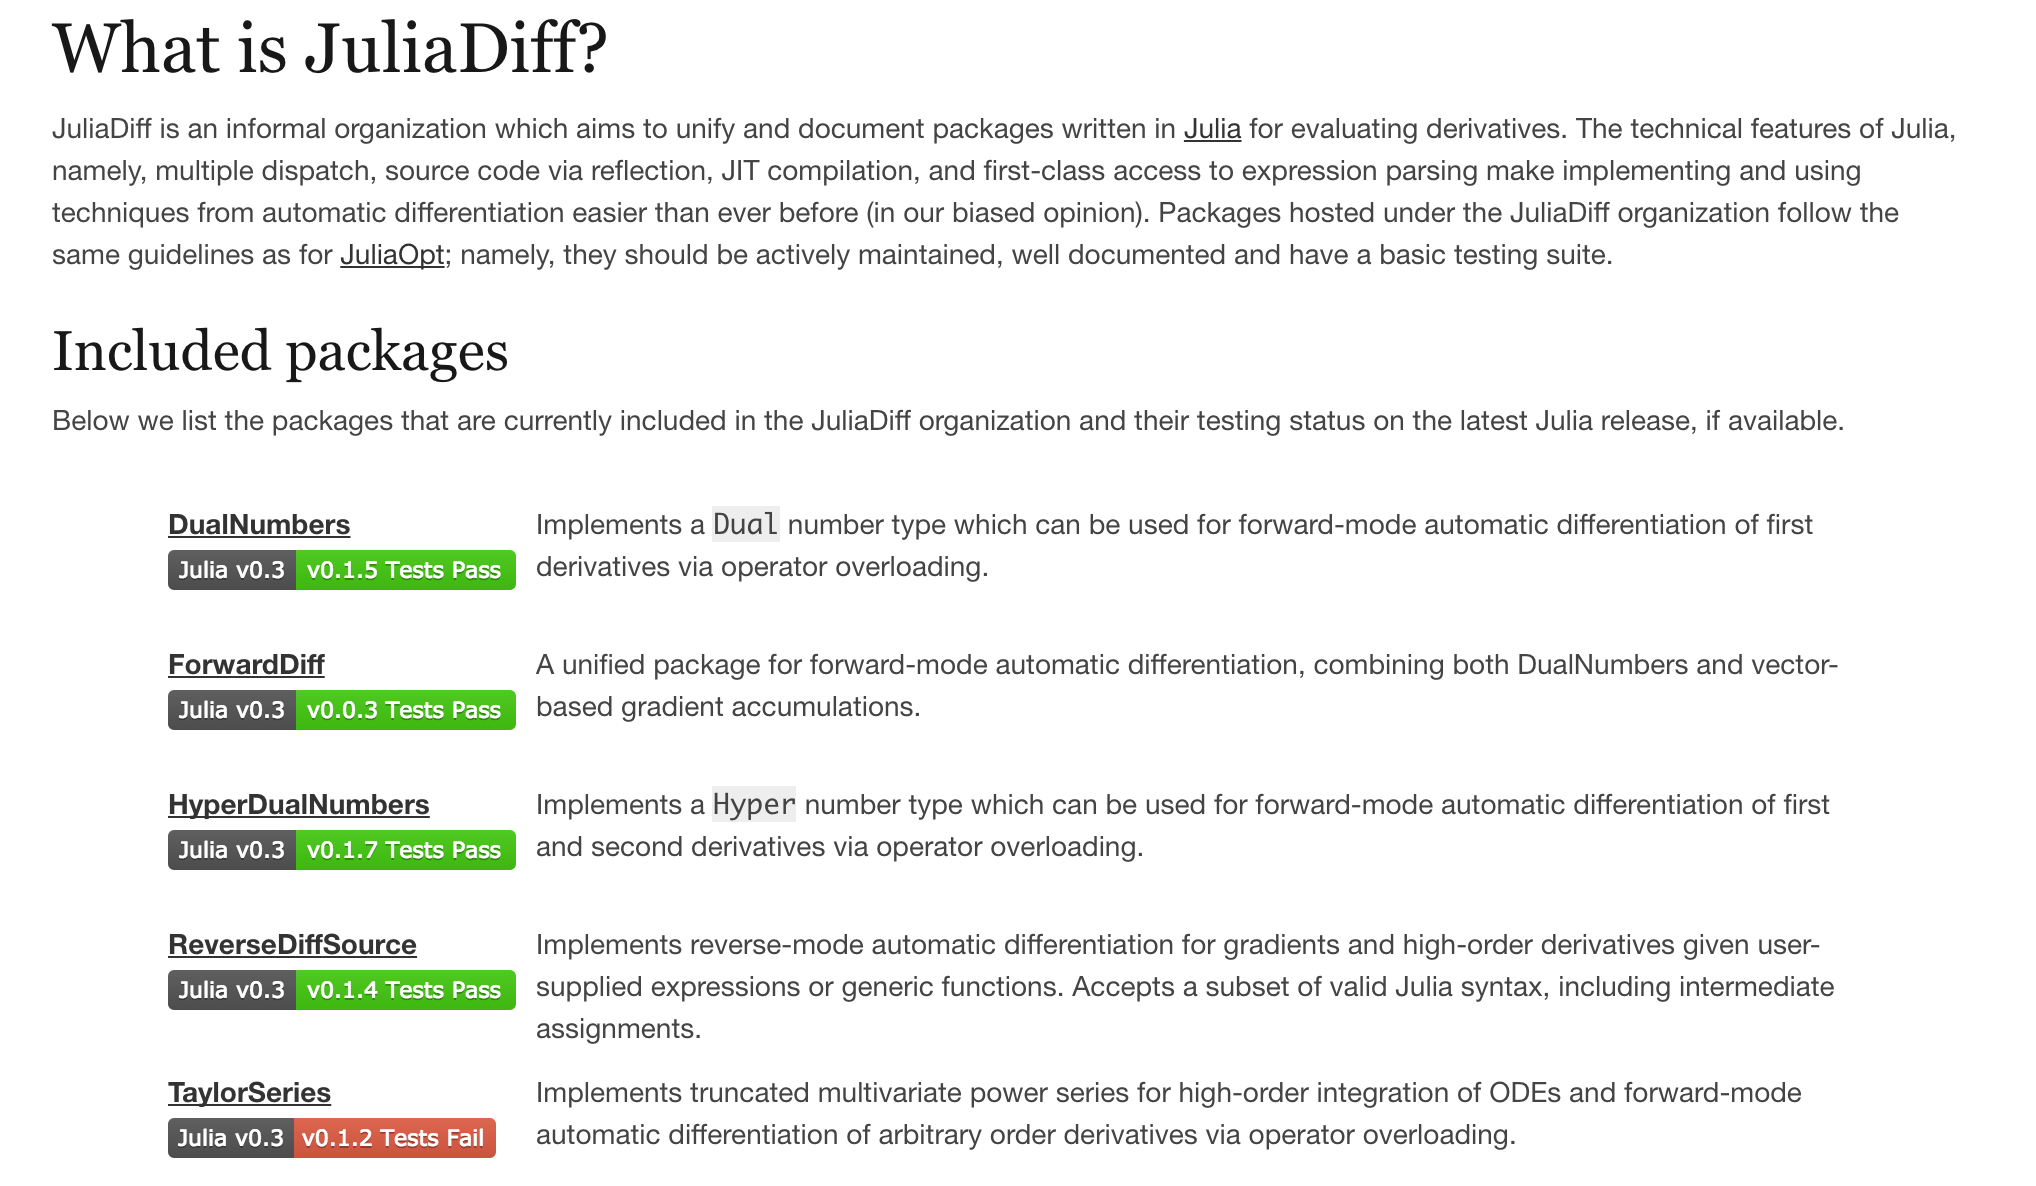 What is JuliaDiff?
JuliaDiff is an informal organization which aims to unify and document packages written in Julia for evaluating derivatives. The technical features of Julia,
namely, multiple dispatch, source code via reflection, JIT compilation, and first-class access to expression parsing make implementing and using
techniques from automatic differentiation easier than ever before (in our biased opinion). Packages hosted under the JuliaDiff organization follow the
same guidelines as for JuliaOpt; namely, they should be actively maintained, well documented and have a basic testing suite.
Included packages
Below we list the packages that are currently included in the JuliaDiff organization and their testing status on the latest Julia release, if available.
DualNumbers
Julia v0.3 v0.1.5 Tests Pass
Implements a Dual number type which can be used for forward-mode automatic differentiation of first
derivatives via operator overloading.
ForwardDiff
Julia v0.3 v0.0.3 Tests Pass
A unified package for forward-mode automatic differentiation, combining both DualNumbers and vector-
based gradient accumulations.
HyperDualNumbers
Julia v0.3 v0.1.7 Tests Pass
Implements a Hyper number type which can be used for forward-mode automatic differentiation of first
and second derivatives via operator overloading.
ReverseDiffSource
Julia v0.3 v0.1.4 Tests Pass
Implements reverse-mode automatic differentiation for gradients and high-order derivatives given user-
supplied expressions or generic functions. Accepts a subset of valid Julia syntax, including intermediate
assignments.
TaylorSeries
Julia v0.3 v0.1.2 Tests Fail
Implements truncated multivariate power series for high-order integration of ODEs and forward-mode
automatic differentiation of arbitrary order derivatives via operator overloading.